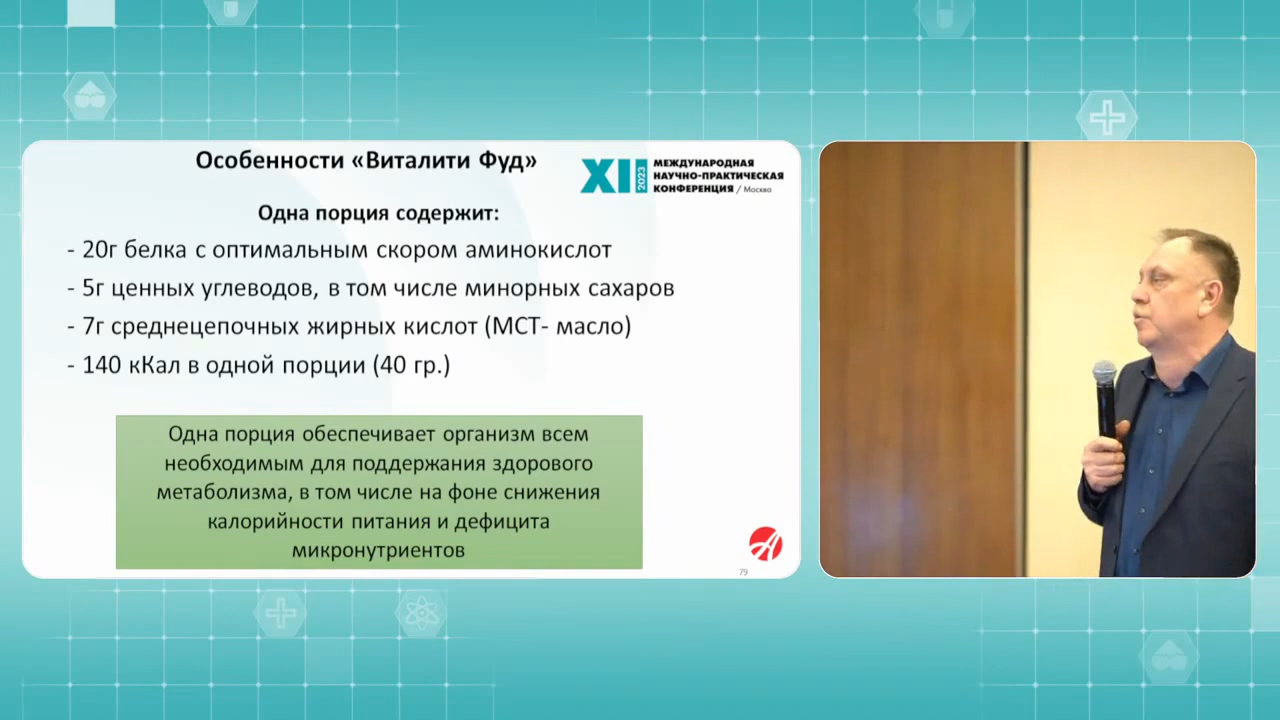 Особенности «Виталити Фуд»
XII 2023 МЕЖДУНАРОДНАЯ
НАУЧНО-ПРАКТИЧЕСКАЯ
КОНФЕРЕНЦИЯ / Москва
Одна порция содержит:
- 20г белка с оптимальным скором аминокислот
- 5г ценных углеводов, в том числе минорных сахаров
- 7г среднецепочных жирных кислот (МСТ- масло)
- 140 кКал в одной порции (40 гр.)
Одна порция обеспечивает организм всем
необходимым для поддержания здорового
метаболизма, в том числе на фоне снижения
калорийности питания и дефицита
микронутриентов
79